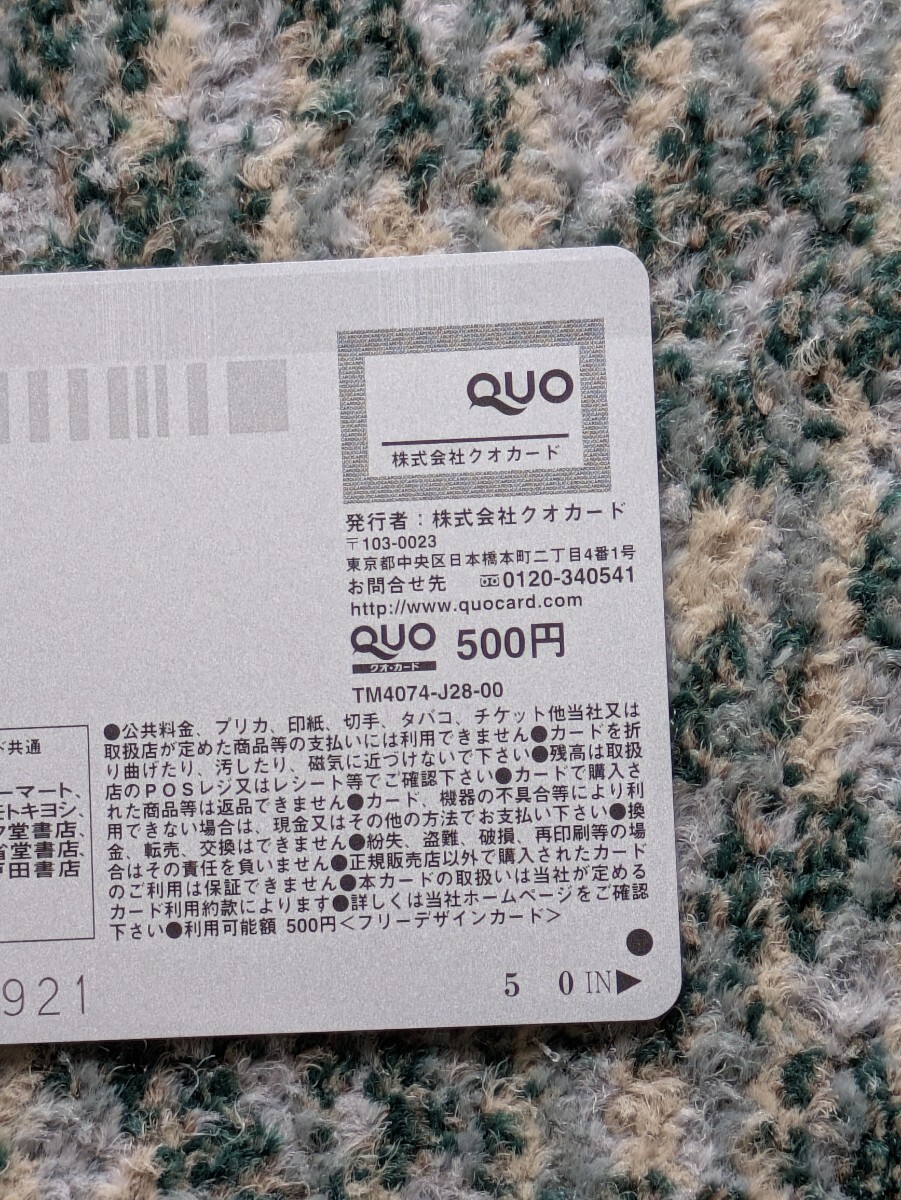 QUO
株式会社クオカード
発行者：株式会社クオカード
〒103-0023
東京都中央区日本橋本町二丁目4番1号
お問合せ先 0120-340541
http://www.quocard.com
QUO 500円
クオ・カード
TM4074-J28-00
●公共料金、プリカ、印紙、切手、タバコ、チケット他当社又は
取扱店が定めた商品等の支払いには利用できません●カードを折
り曲げたり、汚したり、磁気に近づけないで下さい●残高は取扱
店のPOSレジ又はレシート等でご確認下さい●カードで購入さ
れた商品等は返品できません●カード、機器の不具合等により利
用できない場合は、現金又はその他の方法でお支払い下さい●換
金、転売、交換はできません●紛失、盗難、破損、再印刷等の場
合はその責任を負いません●正規販売店以外で購入されたカード
のご利用は保証できません●本カードの取扱いは当社が定める
カード利用約款によります●詳しくは当社ホームページをご確認
下さい●利用可能額 500円＜フリーデザインカード＞
ド共通
ーマート、
モトキヨシ、
堂書店、
省堂書店、
戸田書店
921
5 0 IN▶